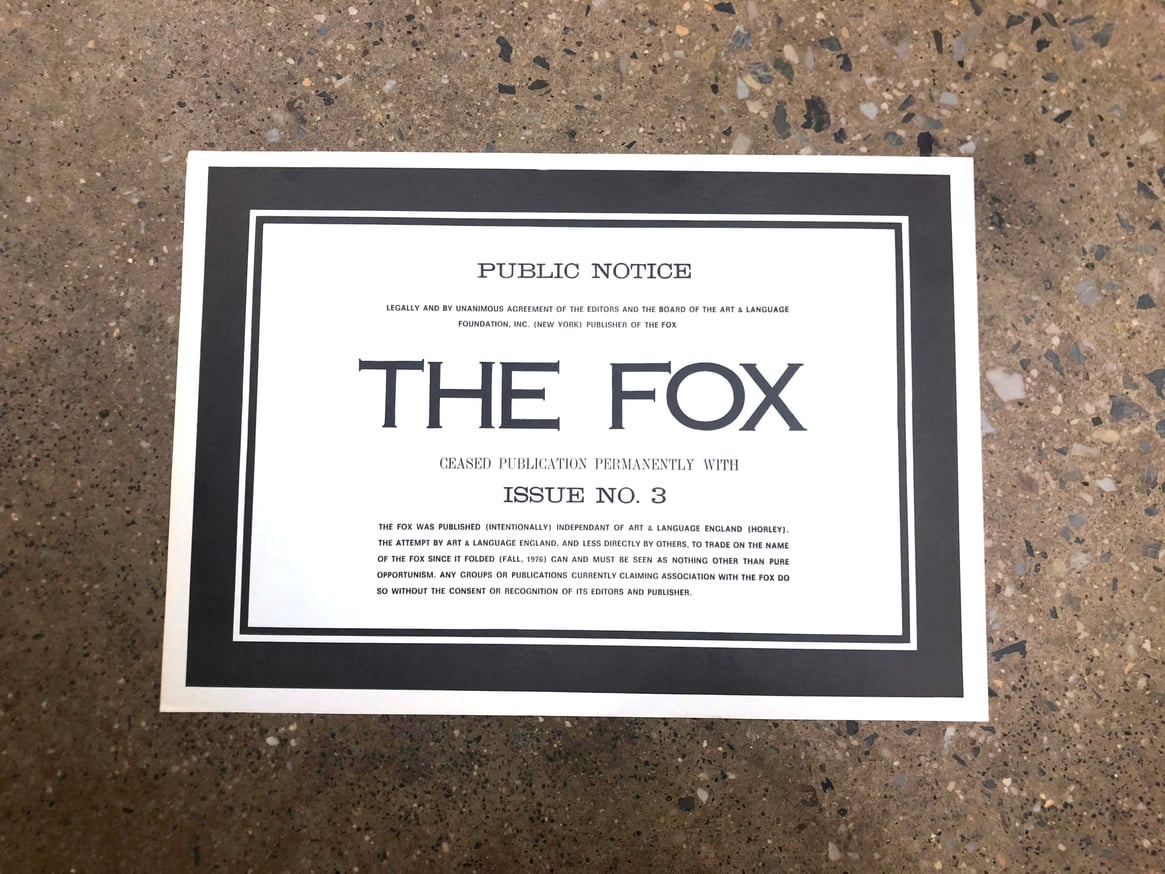 PUBLIC NOTICE
LEGALLY AND BY UNANIMOUS AGREEMENT OF THE EDITORS AND THE BOARD OF THE ART & LANGUAGE
FOUNDATION, INC. (NEW YORK) PUBLISHER OF THE FOX
THE FOX
CEASED PUBLICATION PERMANENTLY WITH
ISSUE NO. 3
THE FOX WAS PUBLISHED (INTENTIONALLY) INDEPENDANT OF ART & LANGUAGE ENGLAND (HORLEY).
THE ATTEMPT BY ART & LANGUAGE ENGLAND, AND LESS DIRECTLY BY OTHERS, TO TRADE ON THE NAME
OF THE FOX SINCE IT FOLDED (FALL, 1976) CAN AND MUST BE SEEN AS NOTHING OTHER THAN PURE
OPPORTUNISM. ANY GROUPS OR PUBLICATIONS CURRENTLY CLAIMING ASSOCIATION WITH THE FOX DO
SO WITHOUT THE CONSENT OR RECOGNITION OF ITS EDITORS AND PUBLISHER.